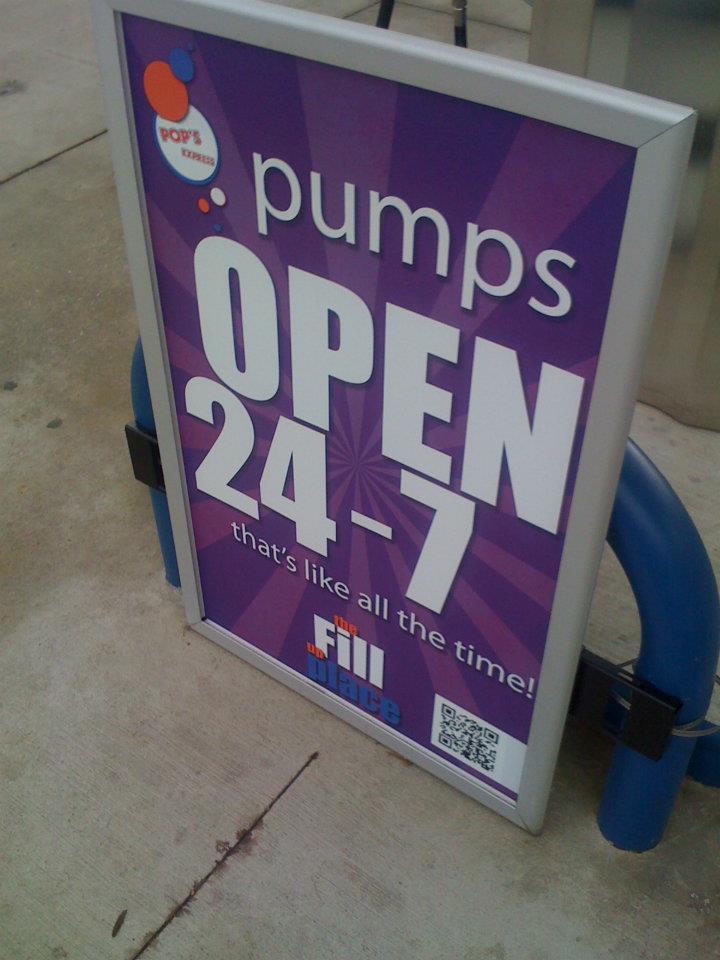 POP'S
EXPRESS
pumps
OPEN
24-7
that's like all the time!
the
Fill
up
place